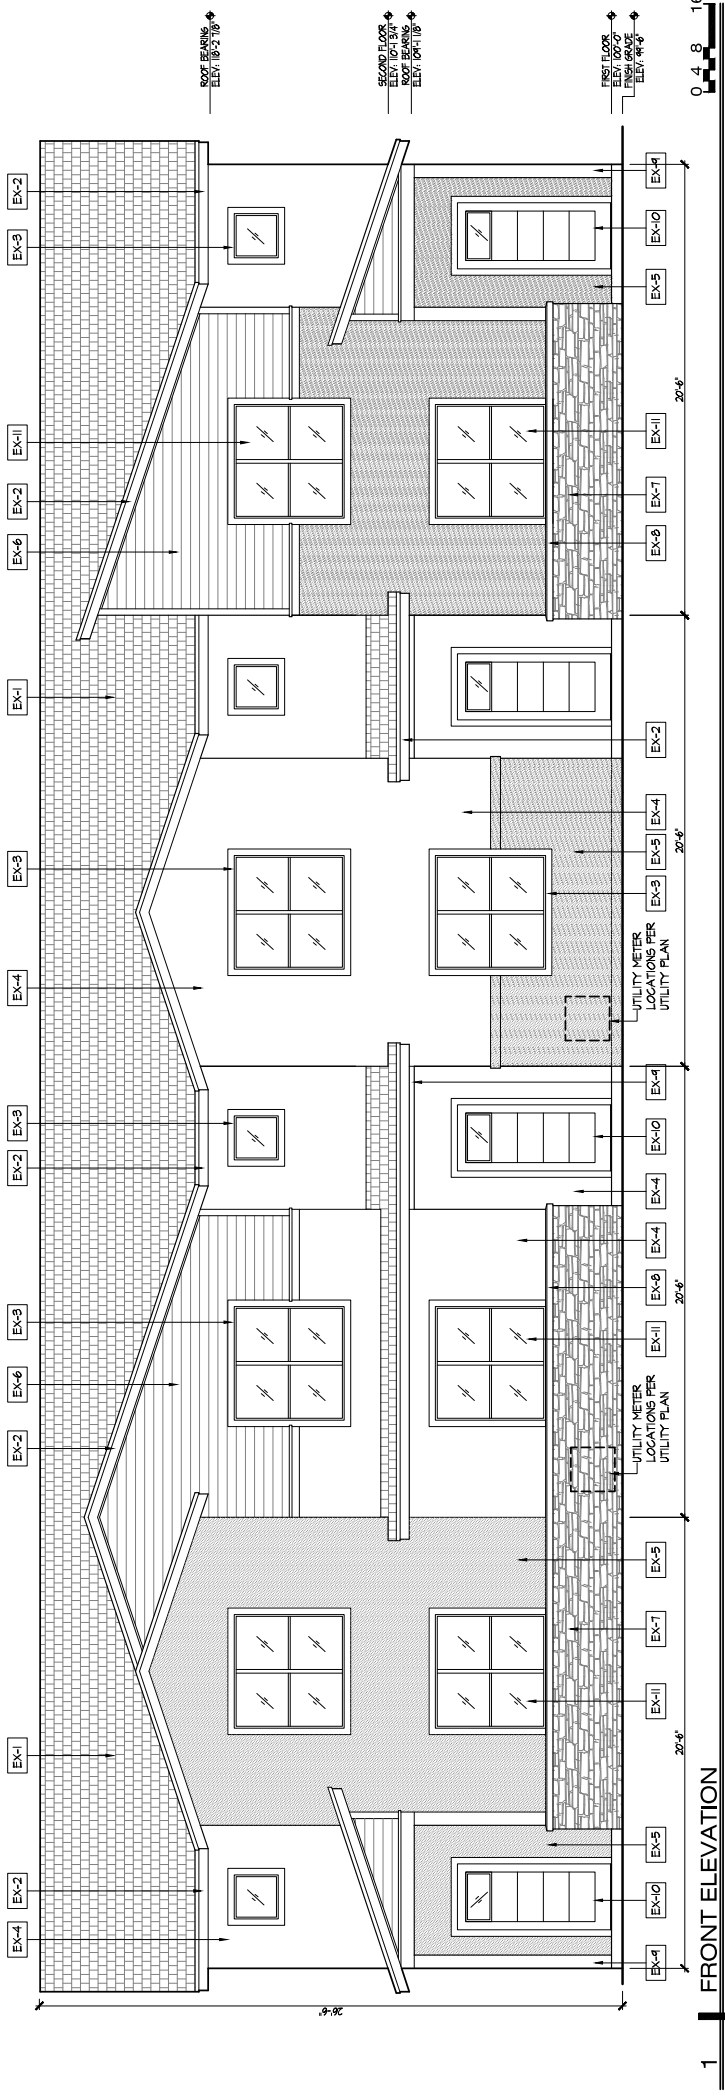 EX-4
EX-2
EX-1
EX-2
EX-6
EX-3
EX-2
EX-3
EX-4
EX-3
EX-1
EX-6
EX-2
EX-11
EX-3
EX-2
26'-6"
ROOF BEARING
ELEV: 118'-2 7/8"
SECOND FLOOR
ELEV: 110'-1 3/4"
ROOF BEARING
ELEV: 109'-1 1/8"
FIRST FLOOR
ELEV: 100'-0"
FINISH GRADE
ELEV: 99'-6"
EX-9
EX-10
EX-5
EX-11
EX-7
EX-5
UTILITY METER
LOCATIONS PER
UTILITY PLAN
EX-11
EX-8
EX-4
EX-4
EX-10
EX-9
UTILITY METER
LOCATIONS PER
UTILITY PLAN
EX-3
EX-5
EX-4
EX-2
EX-8
EX-7
EX-11
EX-5
EX-10
EX-9
20'-6"
20'-6"
20'-6"
20'-6"
1 FRONT ELEVATION
0 4 8 16